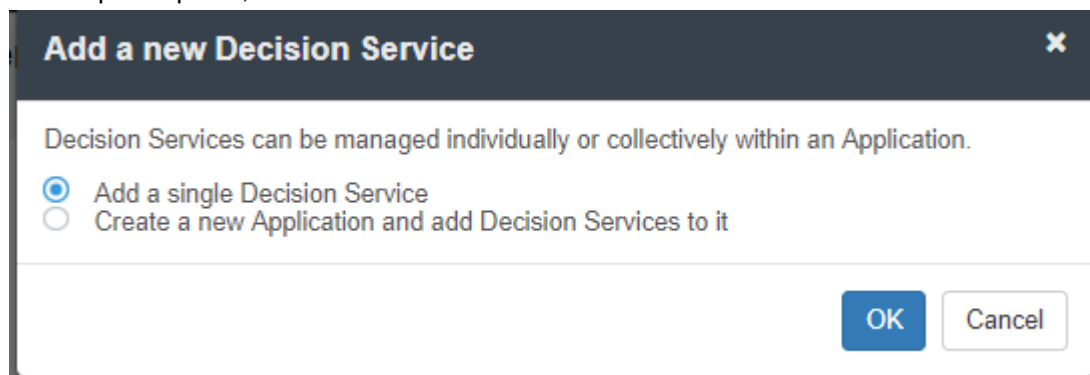 Add a new Decision Service
Decision Services can be managed individually or collectively within an Application.
Add a single Decision Service
Create a new Application and add Decision Services to it
OK Cancel